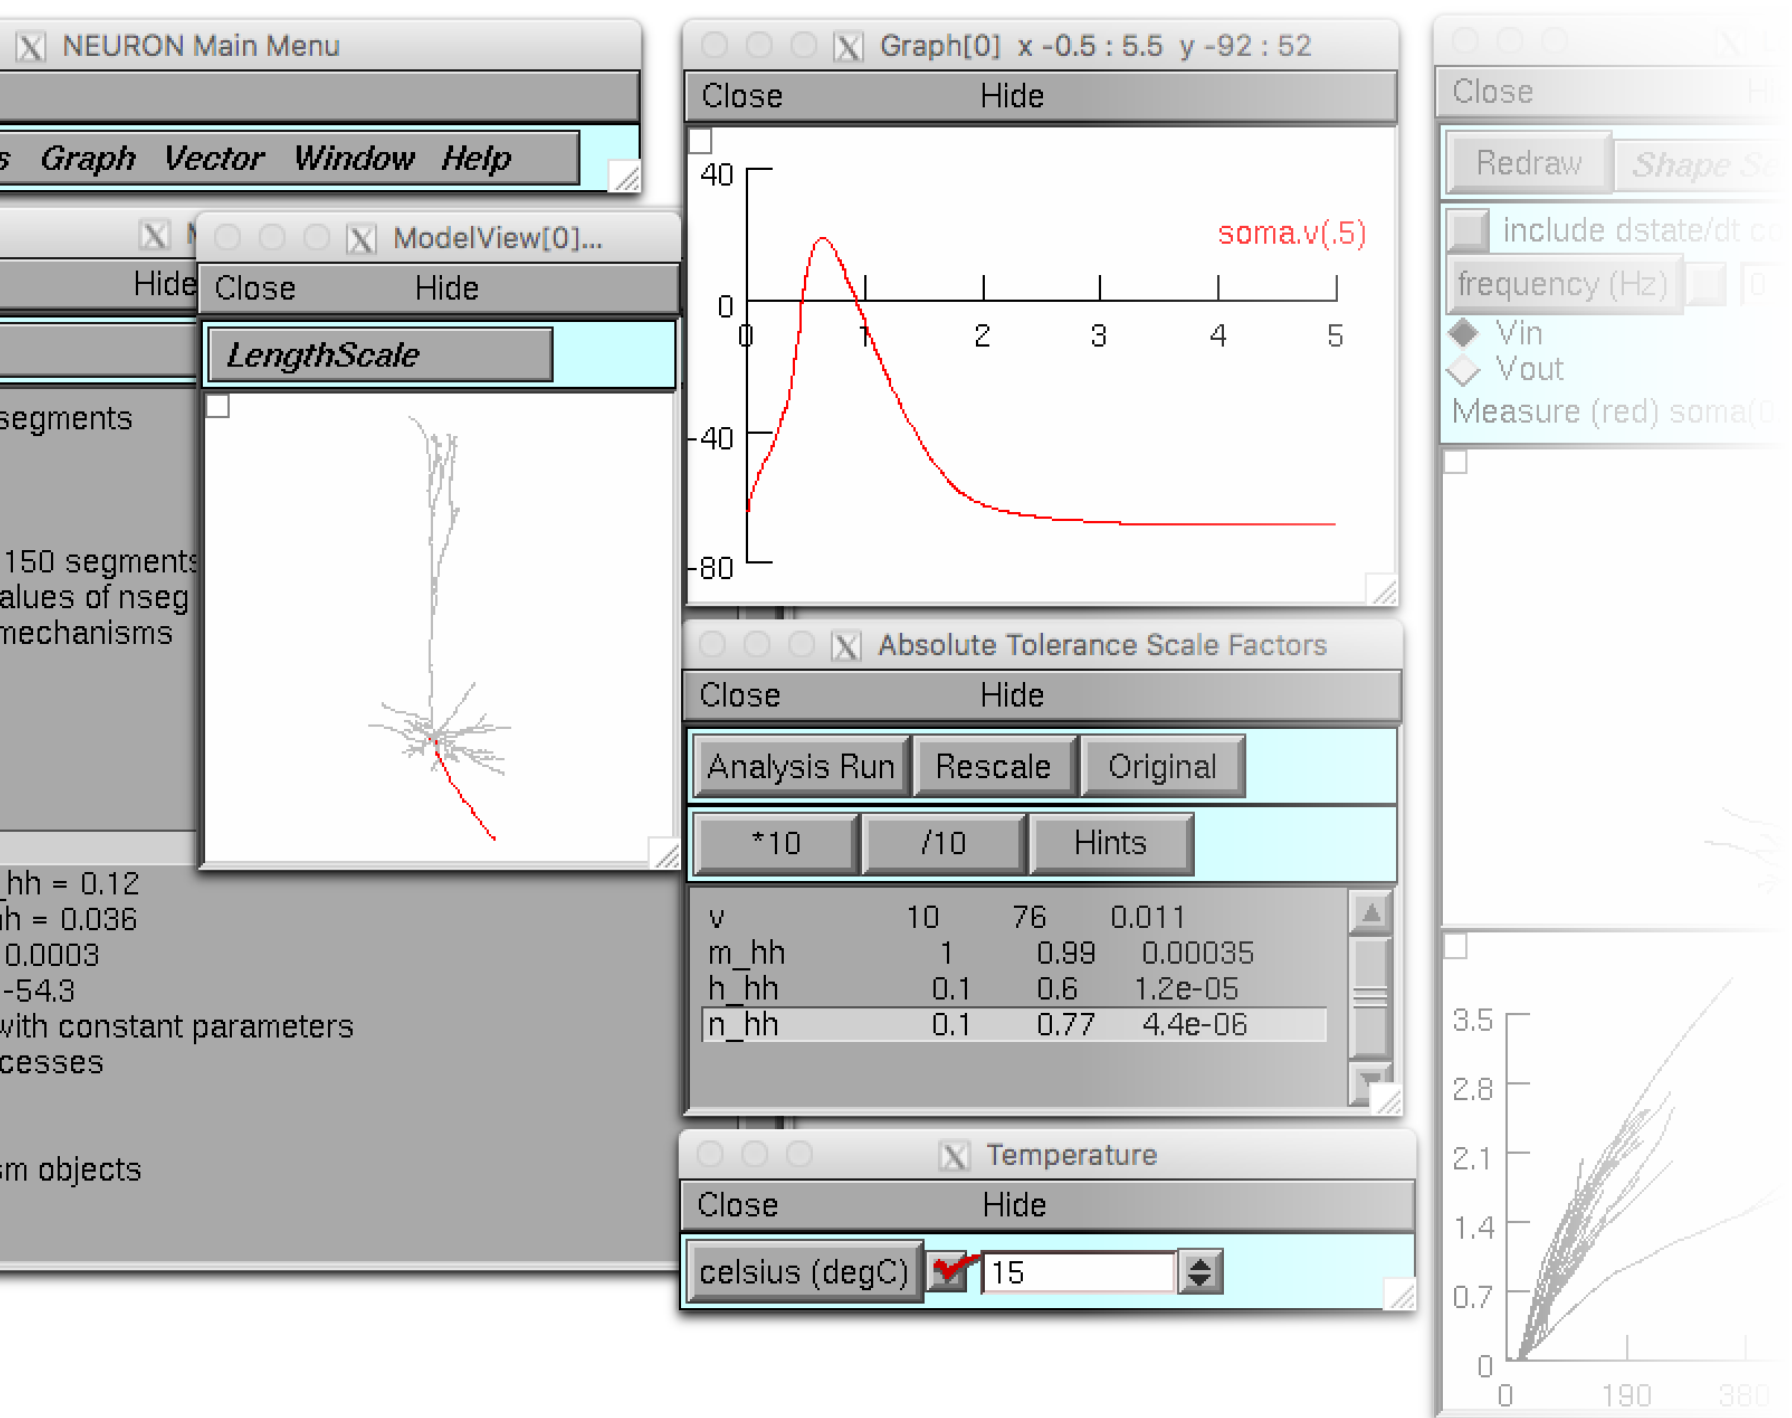 NEURON Main Menu
Graph Vector Window Help
Hide
segments
150 segments
values of nseg
mechanisms
hh = 0.12
= 0.036
0.0003
-54.3
with constant parameters
objects
ModelView[0]...
Close Hide
LengthScale
Graph[0] x -0.5 : 5.5 y -92 : 52
Close Hide
40
soma.v(.5)
0
0 1 2 3 4 5
-40
-80
Absolute Tolerance Scale Factors
Close Hide
Analysis Run Rescale Original
*10 /10 Hints
v 10 76 0.011
m_hh 1 0.99 0.00035
h_hh 0.1 0.6 1.2e-05
n_hh 0.1 0.77 4.4e-06
Temperature
Close Hide
celsius (degC) 15
Close
Redraw Shape
include dstate/dt
frequency (Hz) 0
Vin
Vout
Measure (red) soma(0
3.5
2.8
2.1
1.4
0.7
0
0 190 380